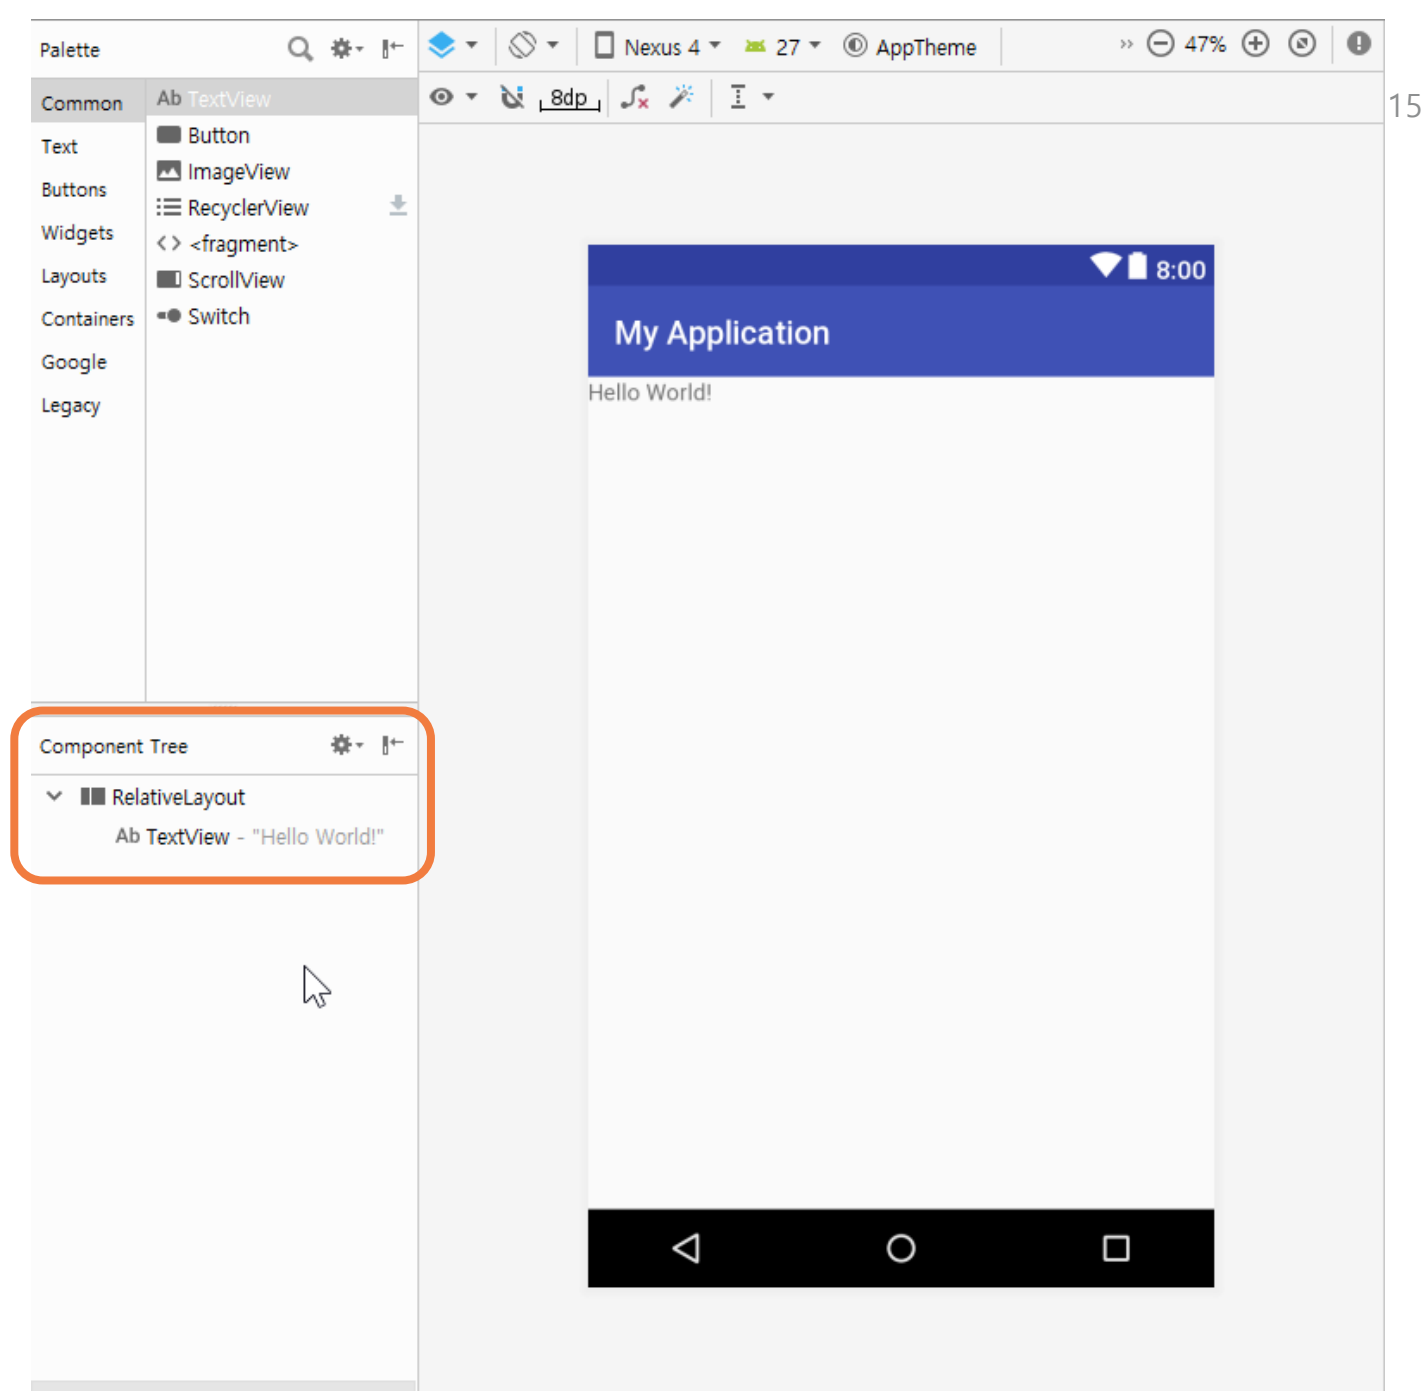 Palette
Nexus 4
27
AppTheme
47%
8dp
15
Common
Text
Buttons
Widgets
Layouts
Containers
Google
Legacy
Ab TextView
Button
ImageView
RecyclerView
<fragment>
ScrollView
Switch
8:00
My Application
Hello World!
Component Tree
RelativeLayout
Ab TextView - "Hello World!"